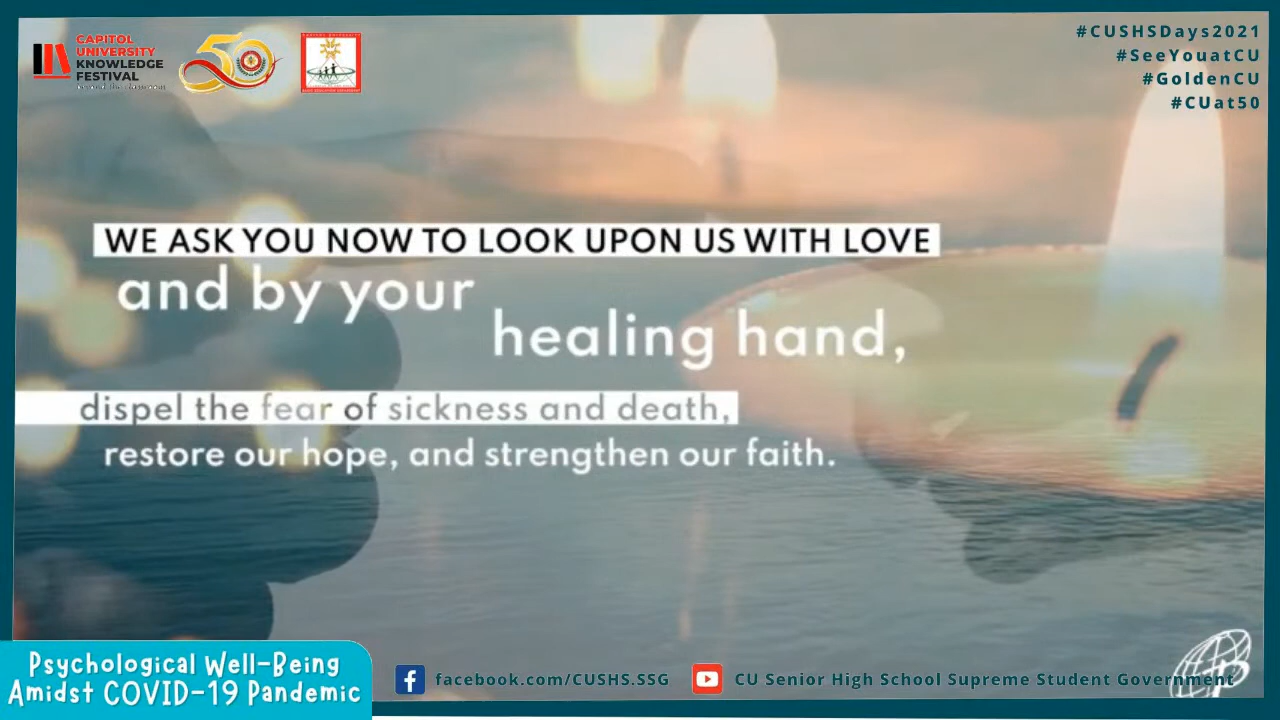 CAPITOL
UNIVERSITY
KNOWLEDGE
FESTIVAL
50
#CUSHSDays2021
#SeeYouatCU
#GoldenCU
#CUat50
WE ASK YOU NOW TO LOOK UPON US WITH LOVE
and by your
healing hand,
dispel the fear of sickness and death,
restore our hope, and strengthen our faith.
Psychological Well-Being
Amidst COVID-19 Pandemic
facebook.com/CUSHS.SSG
CU Senior High School Supreme Student Government